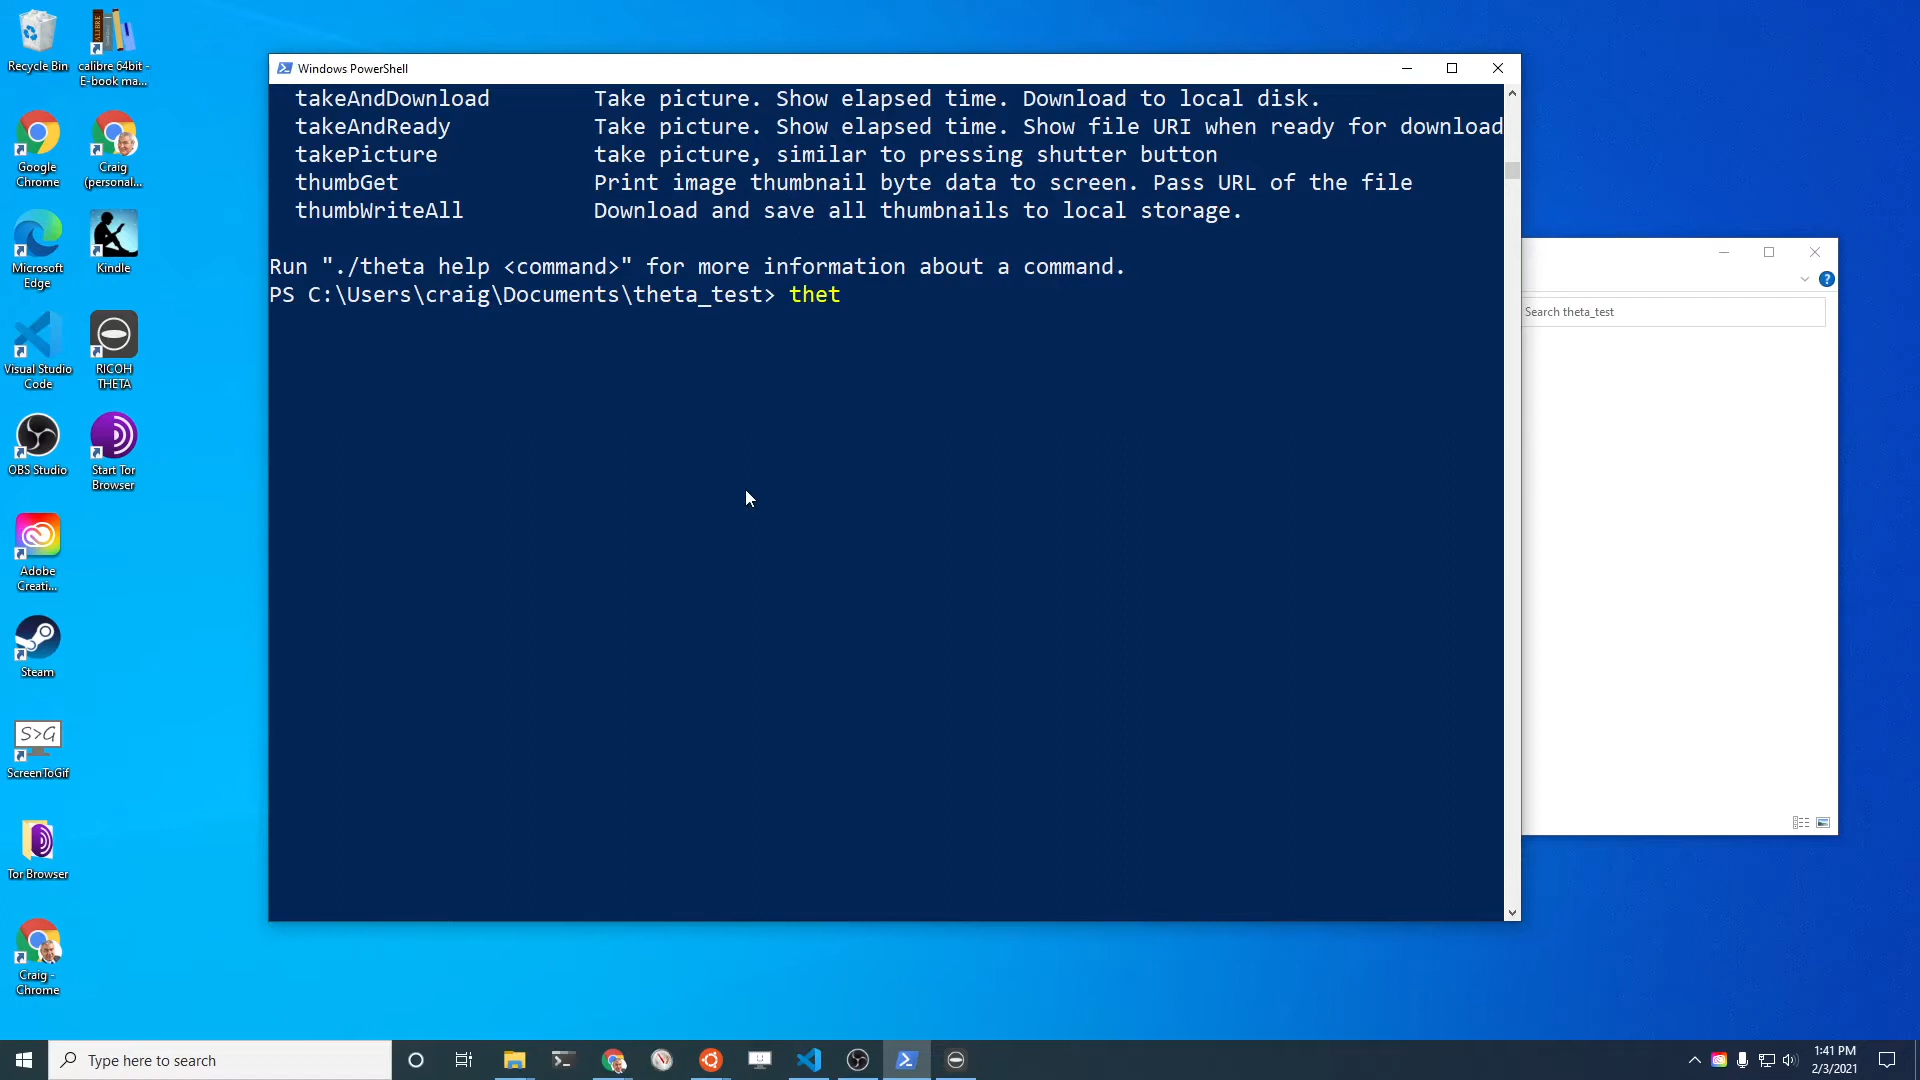 Recycle Bin
calibre 64bit -
E-book ma...
Google
Chrome
Craig
(personal...
Microsoft
Edge
Kindle
Visual Studio
Code
RICOH
THETA
OBS Studio
Start Tor
Browser
Adobe
Creati...
Steam
S>G
ScreenToGif
Tor Browser
Craig -
Chrome
Windows PowerShell
takeAndDownload Take picture. Show elapsed time. Download to local disk.
takeAndReady Take picture. Show elapsed time. Show file URI when ready for download
takePicture take picture, similar to pressing shutter button
thumbGet Print image thumbnail byte data to screen. Pass URL of the file
thumbWriteAll Download and save all thumbnails to local storage.
Run "./theta help <command>" for more information about a command.
PS C:\Users\craig\Documents\theta_test> thet
Search theta_test
Type here to search
1:41 PM
2/3/2021